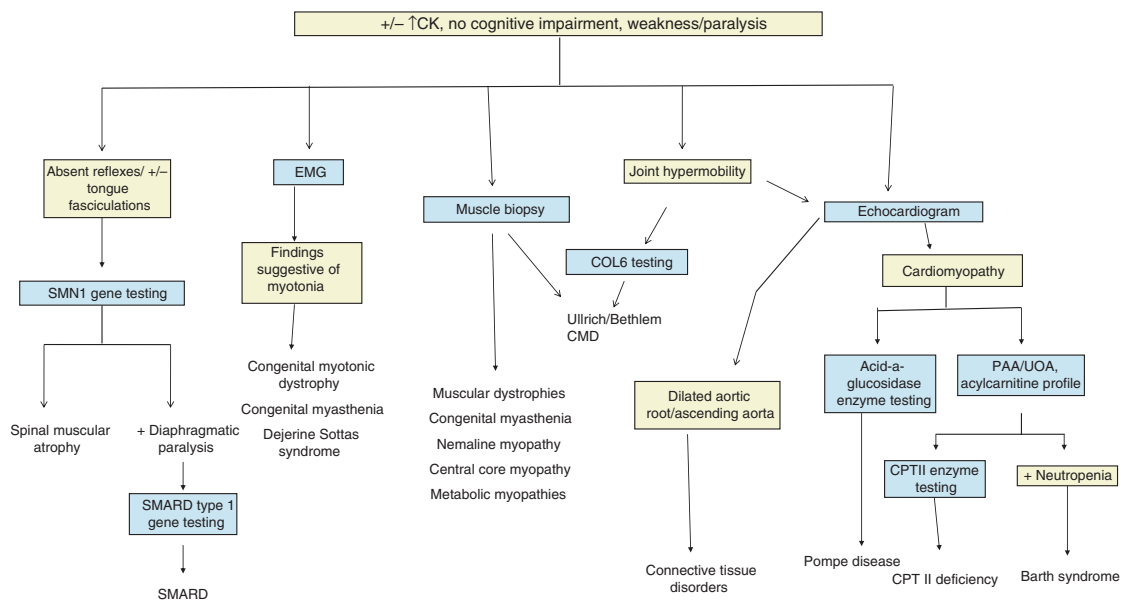 +/– ↑CK, no cognitive impairment, weakness/paralysis
Absent reflexes/ +/–
tongue
fasciculations
SMN1 gene testing
Spinal muscular
atrophy
+ Diaphragmatic
paralysis
SMARD type 1
gene testing
SMARD
EMG
Findings
suggestive of
myotonia
Congenital myotonic
dystrophy
Congenital myasthenia
Dejerine Sottas
syndrome
Muscle biopsy
Muscular dystrophies
Congenital myasthenia
Nemaline myopathy
Central core myopathy
Metabolic myopathies
Joint hypermobility
COL6 testing
Ullrich/Bethlem
CMD
Echocardiogram
Dilated aortic
root/ascending aorta
Connective tissue
disorders
Cardiomyopathy
Acid-a-
glucosidase
enzyme testing
Pompe disease
PAA/UOA,
acylcarnitine profile
CPTII enzyme
testing
CPT II deficiency
+ Neutropenia
Barth syndrome